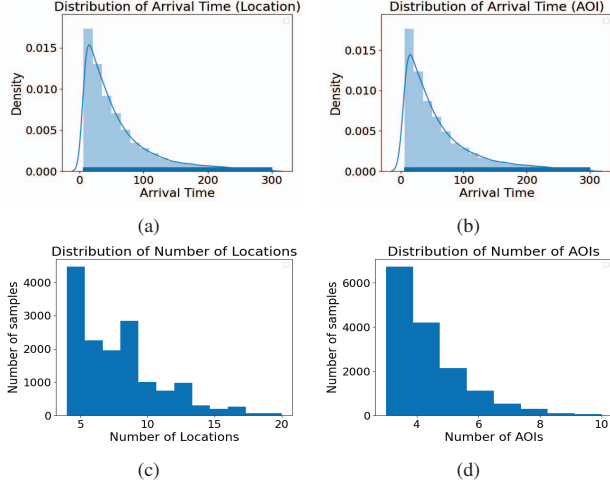 Distribution of Arrival Time (Location)
Density
0.015
0.010
0.005
0.000
0
100
200
300
Arrival Time
(a)
Distribution of Arrival Time (AOI)
Density
0.015
0.010
0.005
0.000
0
100
200
300
Arrival Time
(b)
Distribution of Number of Locations
Number of samples
4000
3000
2000
1000
0
5
10
15
20
Number of Locations
(c)
Distribution of Number of AOIs
Number of samples
6000
4000
2000
0
4
6
8
10
Number of AOIs
(d)